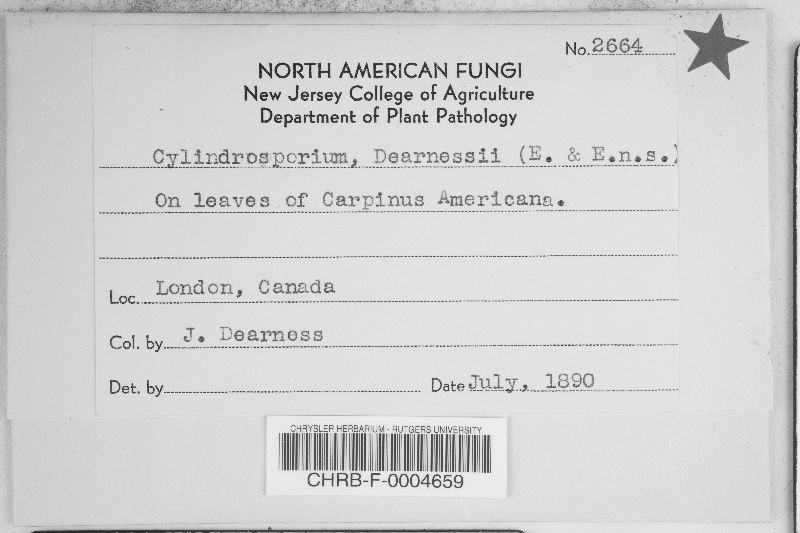 No. 2664
NORTH AMERICAN FUNGI
New Jersey College of Agriculture
Department of Plant Pathology
Cylindrosporium, Dearnessii (E. & E.n.s.)
On leaves of Carpinus Americana.
Loc. London, Canada
Col. by J. Dearness
Det. by
Date July, 1890
CHRYSLER HERBARIUM - RUTGERS UNIVERSITY
CHRB-F-0004659